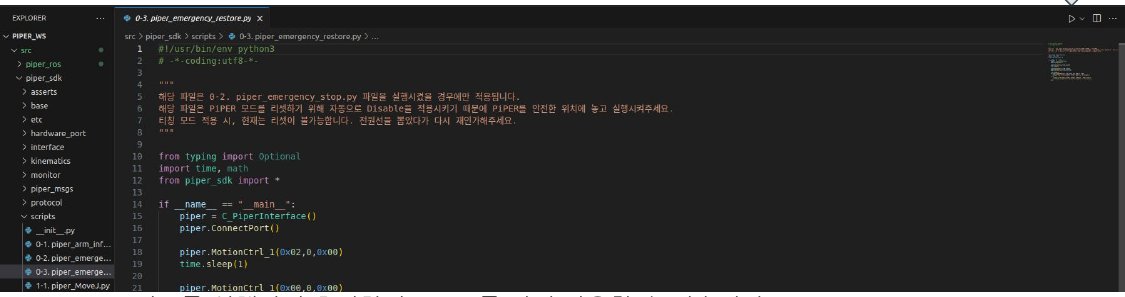 EXPLORER
0-3. piper_emergency_restore.py
PIPER_WS
src
piper_ros
piper_sdk
asserts
base
etc
hardware_port
interface
kinematics
monitor
piper_msgs
protocol
scripts
__init__.py
0-1. piper_arm_inf...
0-2. piper_emerge...
0-3. piper_emerge...
1-1. piper_MoveJ.py
src > piper_sdk > scripts > 0-3. piper_emergency_restore.py > ...
1 #!/usr/bin/env python3
2 # -*-coding:utf8-*-
3
4 """
5 해당 파일은 0-2. piper_emergency_stop.py 파일을 실행시켰을 경우에만 적용됩니다.
6 해당 파일은 PiPER 모드를 리셋하기 위해 자동으로 Disable를 적용시키기 때문에 PiPER를 안전한 위치에 놓고 실행시켜주세요.
7 티칭 모드 적용 시, 현재는 리셋이 불가능합니다. 전원선을 뽑았다가 다시 재인가해주세요.
8 """
9
10 from typing import Optional
11 import time, math
12 from piper_sdk import *
13
14 if __name__ == "__main__":
15 piper = C_PiperInterface()
16 piper.ConnectPort()
17
18 piper.MotionCtrl_1(0x02,0,0x00)
19 time.sleep(1)
20
21 piper.MotionCtrl_1(0x00,0,0x00)